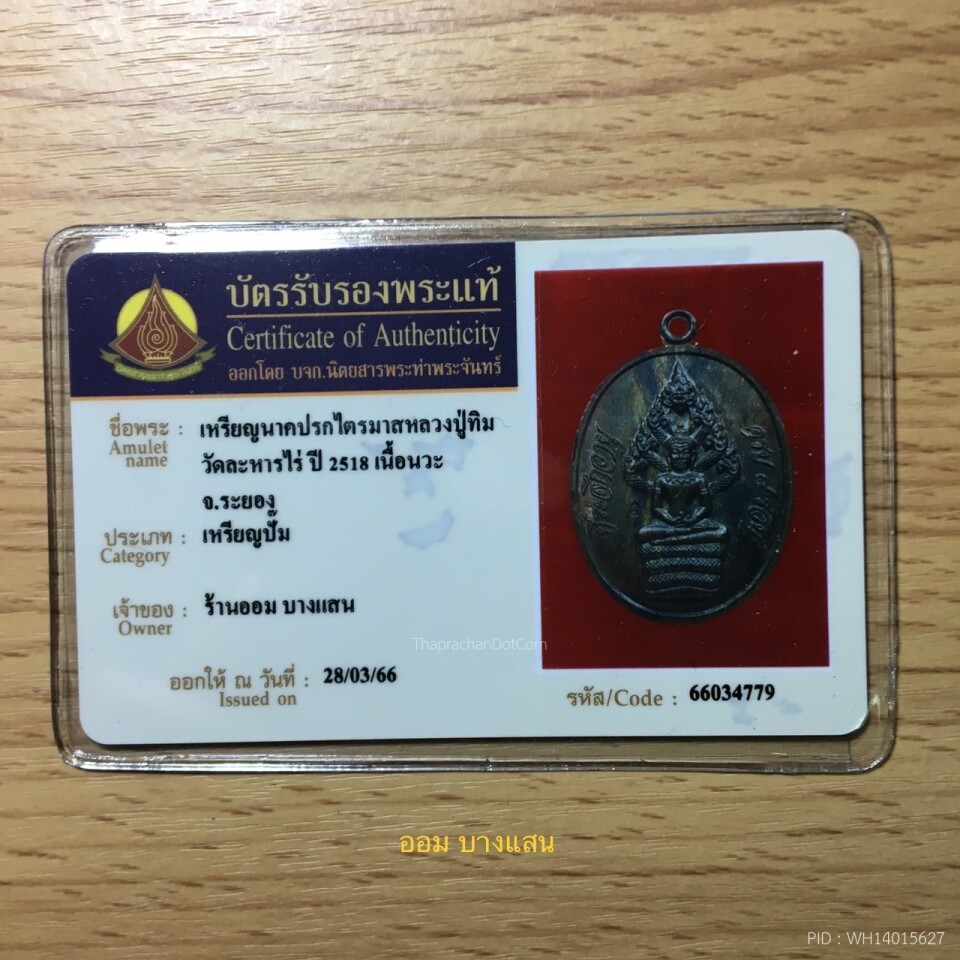 บัตรรับรองพระแท้
Certificate of Authenticity
ออกโดย บจก.นิตยสารพระท่าพระจันทร์
ชื่อพระ : เหรียญนาคปรกไตรมาสหลวงปู่ทิม
Amulet name
วัดละหารไร่ ปี 2518 เนื้อนวะ
จ.ระยอง
ประเภท : เหรียญปั๊ม
Category
เจ้าของ : ร้านออม บางแสน
Owner
ออกให้ ณ วันที่ : 28/03/66
Issued on
รหัส/Code : 66034779
ThaprachanDotCom
ออม บางแสน
PID : WH14015627